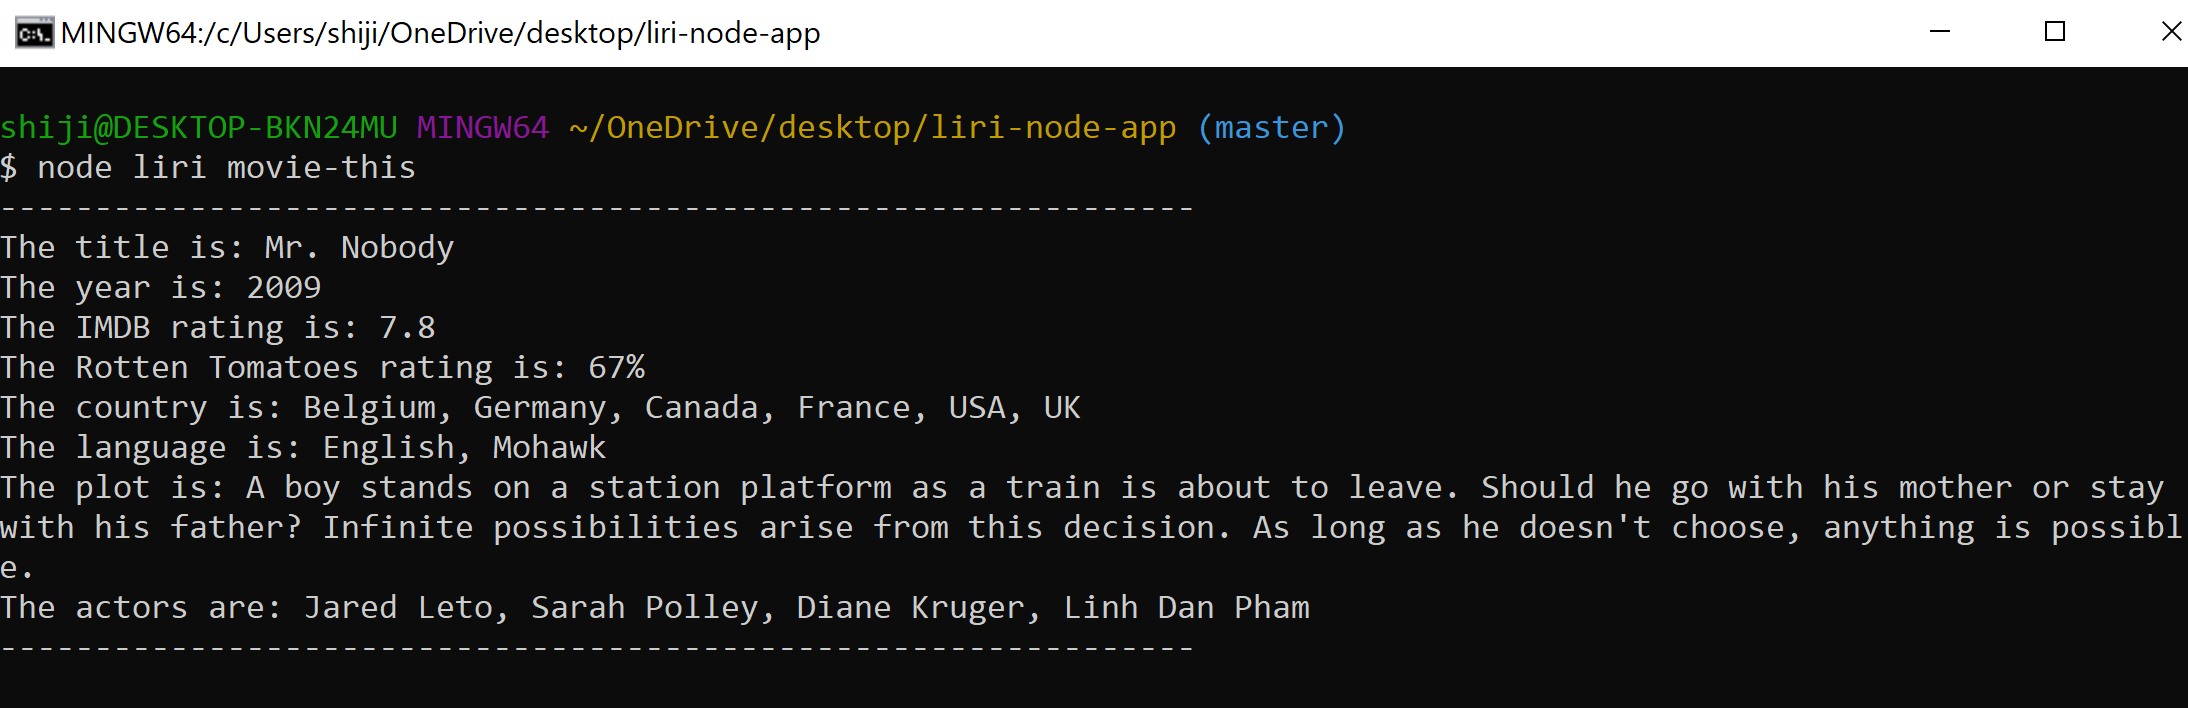 MINGW64:/c/Users/shiji/OneDrive/desktop/liri-node-app
shiji@DESKTOP-BKN24MU MINGW64 ~/OneDrive/desktop/liri-node-app (master)
$ node liri movie-this
---------------------------------------------------------------
The title is: Mr. Nobody
The year is: 2009
The IMDB rating is: 7.8
The Rotten Tomatoes rating is: 67%
The country is: Belgium, Germany, Canada, France, USA, UK
The language is: English, Mohawk
The plot is: A boy stands on a station platform as a train is about to leave. Should he go with his mother or stay
with his father? Infinite possibilities arise from this decision. As long as he doesn't choose, anything is possibl
e.
The actors are: Jared Leto, Sarah Polley, Diane Kruger, Linh Dan Pham
---------------------------------------------------------------